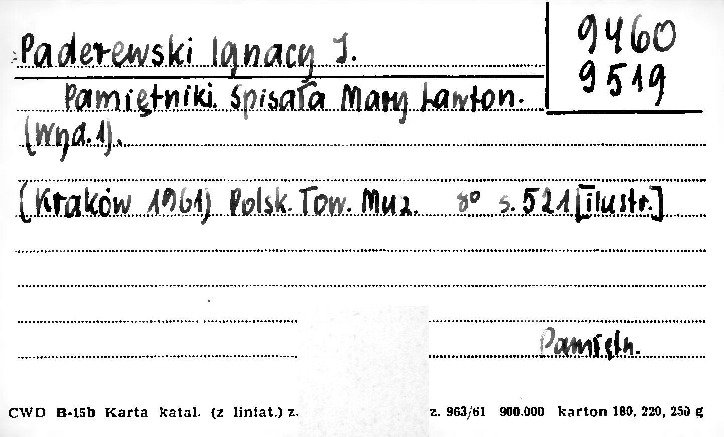 Paderewski Ignacy J.
9460
9519
Pamiętniki. Spisała Mary Lawton.
(Wyd. 1).
(Kraków 1961) Polsk. Tow. Muz. 8° s. 521 [ilustr.]
Pamiętn.
CWD B-15b Karta katal. (z liniat.) z. z. 963/61 900.000 karton 180, 220, 250 g